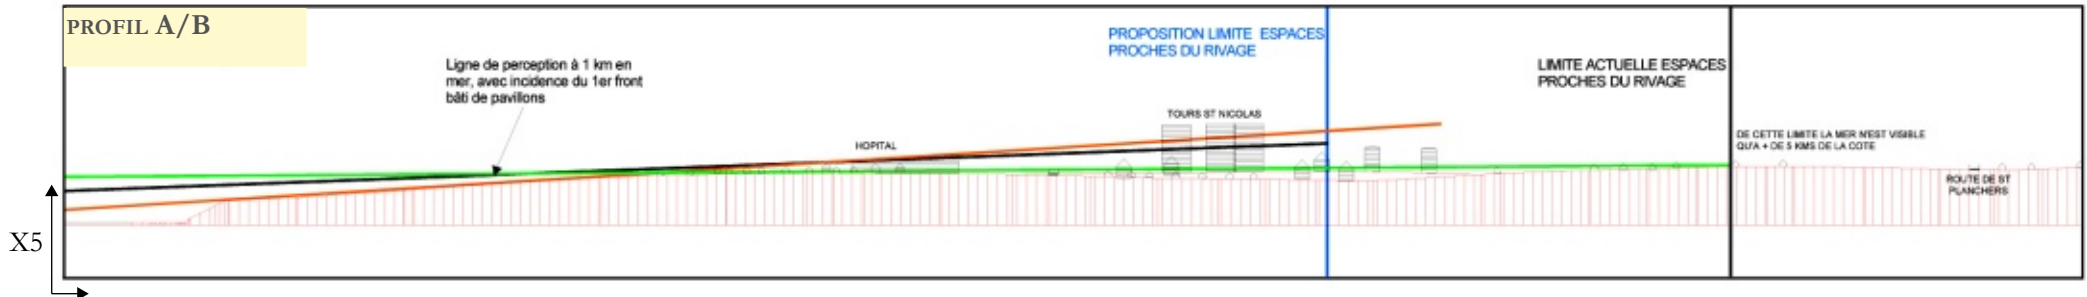 PROFIL A/B
PROPOSITION LIMITE ESPACES
PROCHES DU RIVAGE
Ligne de perception à 1 km en
mer, avec incidence du 1er front
bâti de pavillons
LIMITE ACTUELLE ESPACES
PROCHES DU RIVAGE
TOURS ST NICOLAS
HOPITAL
DE CETTE LIMITE LA MER N'EST VISIBLE
QU'A + DE 5 KMS DE LA COTE
ROUTE DE ST
PLANCHERS
X5